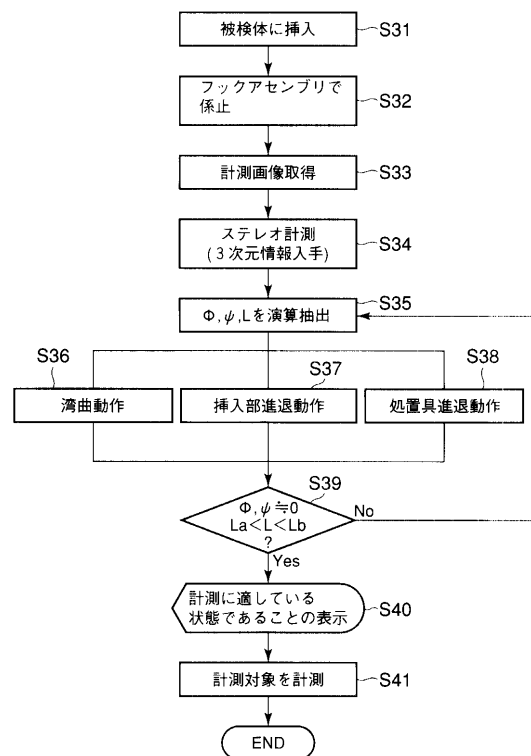 被検体に挿入
S31
フックアセンブリで
係止
S32
計測画像取得
S33
ステレオ計測
(3次元情報入手)
S34
Φ,ψ,Lを演算抽出
S35
S36
湾曲動作
S37
挿入部進退動作
S38
処置具進退動作
S39
Φ,ψ≒0
La<L<Lb
?
No
Yes
計測に適している
状態であることの表示
S40
計測対象を計測
S41
END